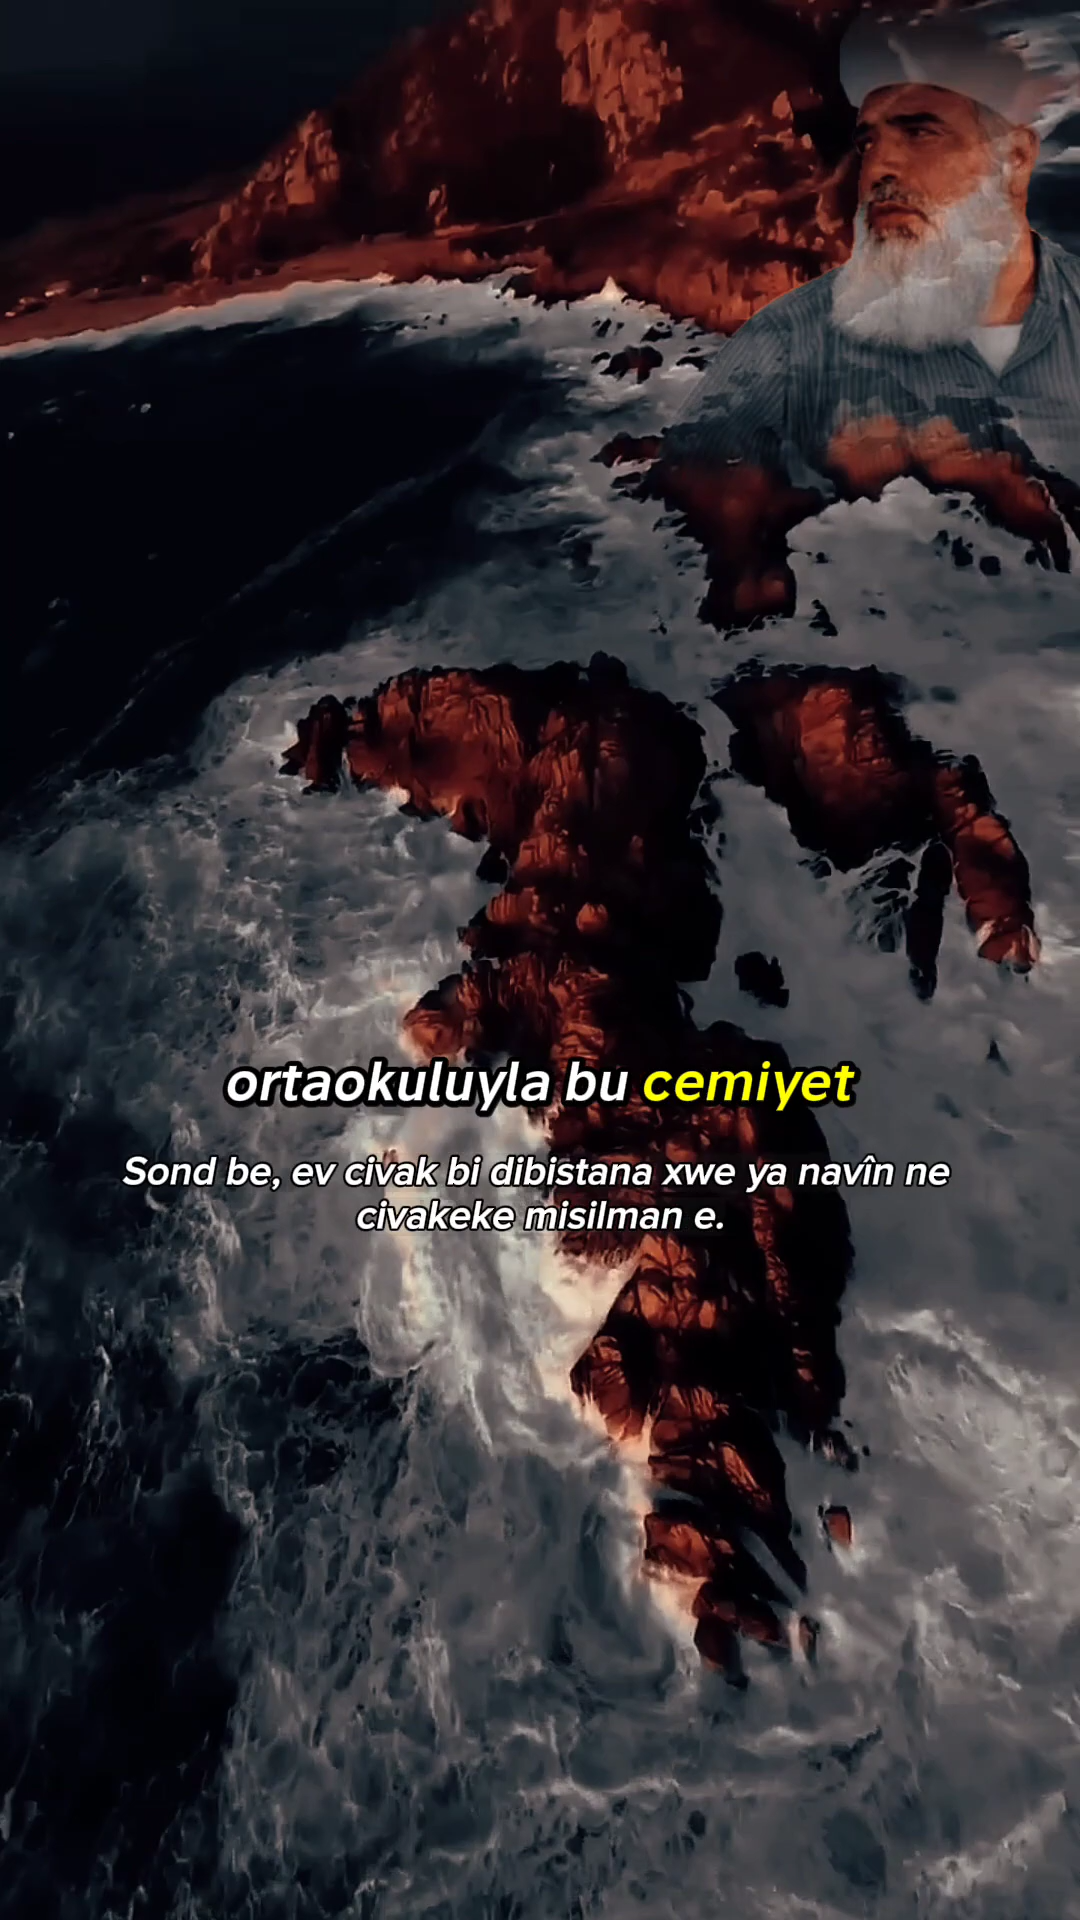 ortaokuluyla bu cemiyet
Sond be, ev civak bi dibistana xwe ya navîn ne
civakeke misilman e.